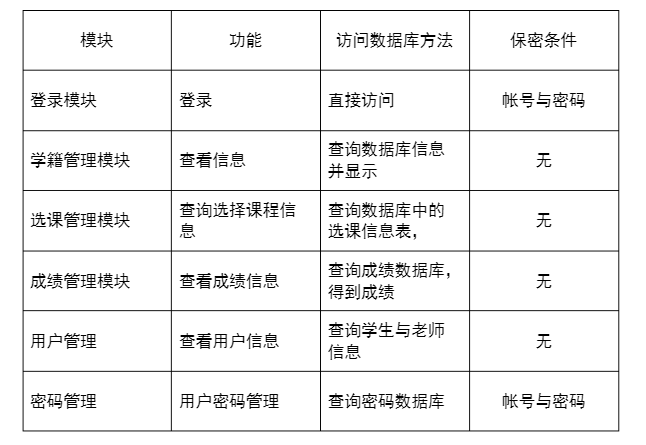 模块 功能 访问数据库方法 保密条件
登录模块 登录 直接访问 帐号与密码
学籍管理模块 查看信息 查询数据库信息
并显示 无
选课管理模块 查询选择课程信
息 查询数据库中的
选课信息表， 无
成绩管理模块 查看成绩信息 查询成绩数据库，
得到成绩 无
用户管理 查看用户信息 查询学生与老师
信息 无
密码管理 用户密码管理 查询密码数据库 帐号与密码